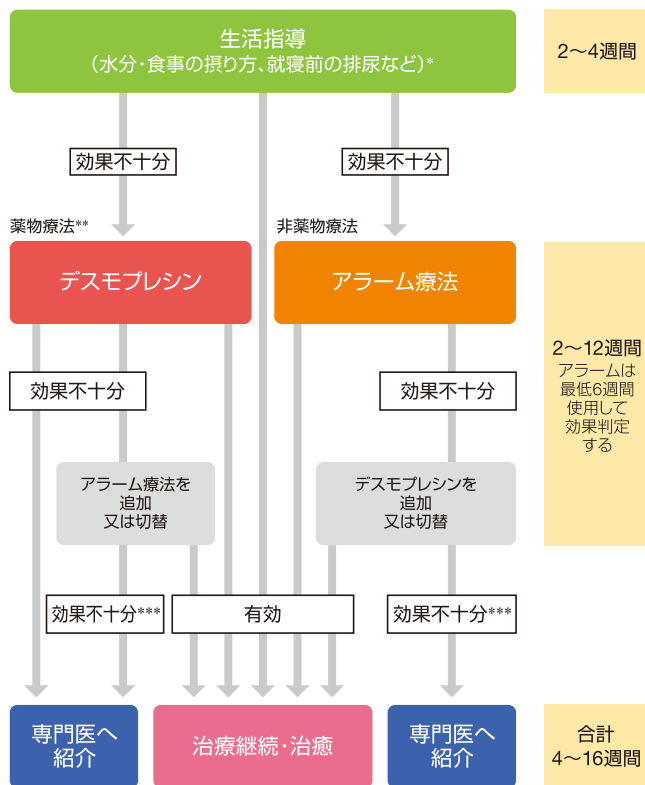 生活指導
（水分・食事の摂り方、就寝前の排尿など）*
2〜4週間
効果不十分
効果不十分
薬物療法**
非薬物療法
デスモプレシン
アラーム療法
2〜12週間
アラームは
最低6週間
使用して
効果判定
する
効果不十分
効果不十分
アラーム療法を
追加
又は切替
デスモプレシンを
追加
又は切替
効果不十分***
有効
効果不十分***
専門医へ
紹介
治療継続・治癒
専門医へ
紹介
合計
4〜16週間